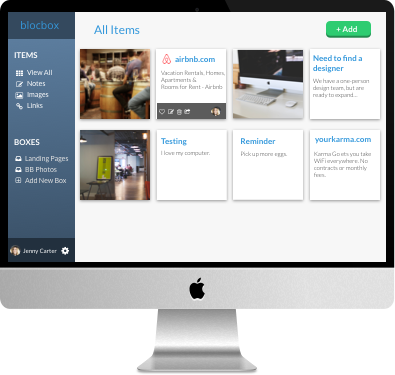 blocbox
All Items
+ Add
ITEMS
View All
Notes
Images
Links
BOXES
Landing Pages
BB Photos
Add New Box
Jenny Carter
airbnb.com
Vacation Rentals, Homes,
Apartments &
Rooms for Rent - Airbnb
Need to find a
designer
We have a one-person
design team, but are
ready to expand...
Testing
I love my computer.
Reminder
Pick up more eggs.
yourkarma.com
Karma Go lets you take
WiFi everywhere. No
contracts or monthly
fees.